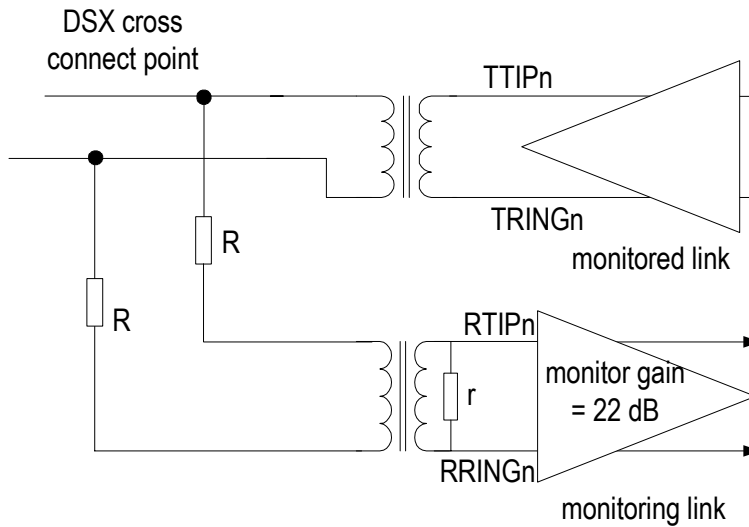 DSX cross
connect point
TTIPn
TRINGn
monitored link
R
R
RTIPn
monitor gain
= 22 dB
r
RRINGn
monitoring link